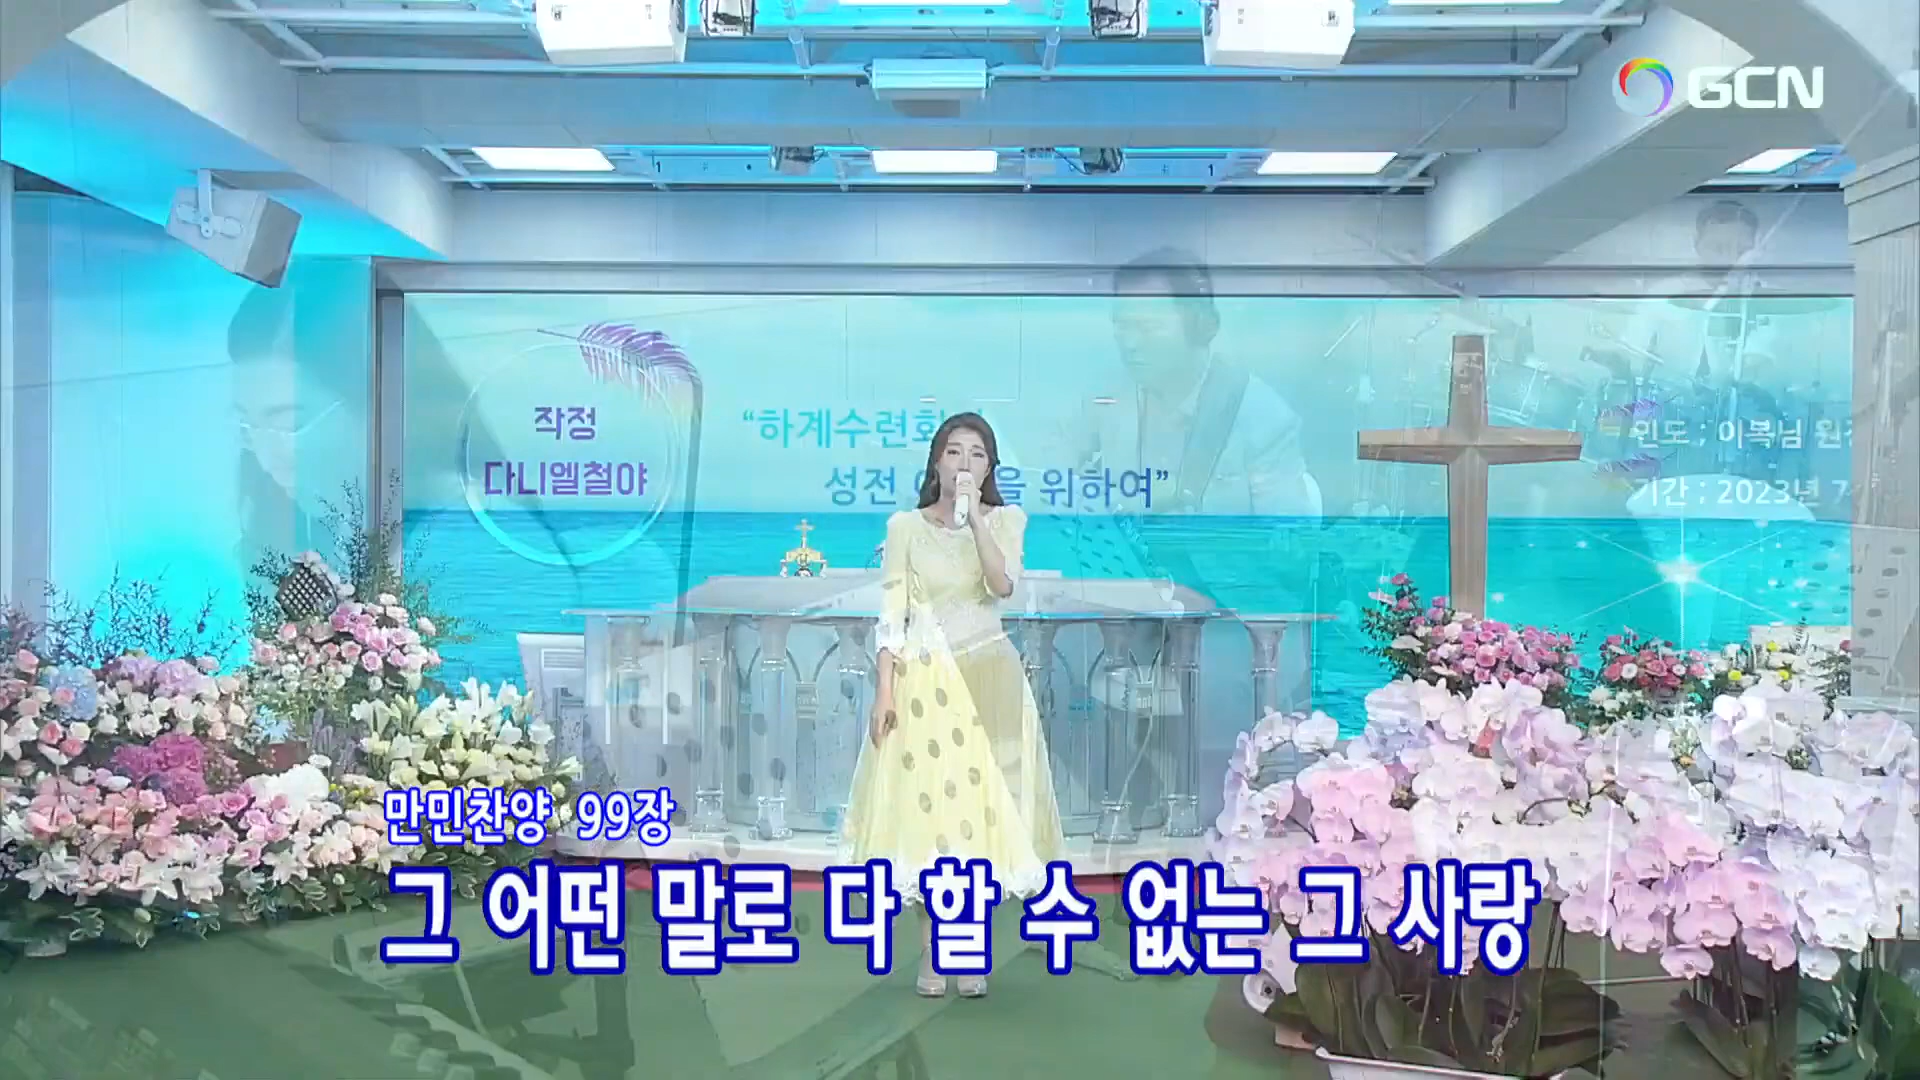 GCN
작정
다니엘철야
“하계수련회
성전 을 위하여”
인도 : 이복님
기간 : 2023년 7
만민찬양 99장
그 어떤 말로 다 할 수 없는 그 사랑